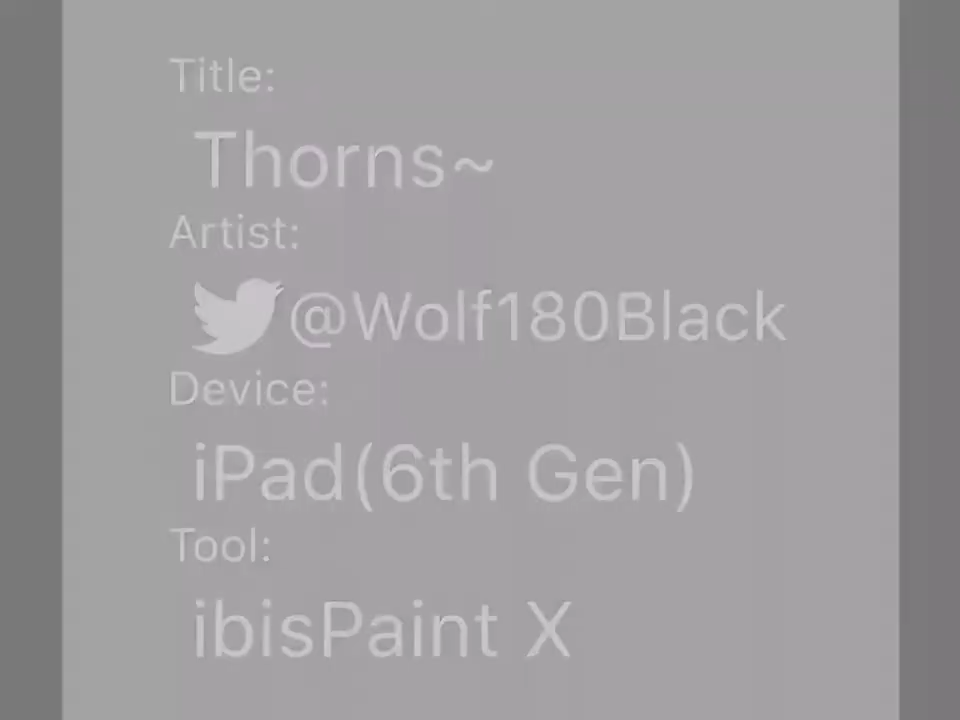 Title:
Thorns~
Artist:
@Wolf180Black
Device:
iPad(6th Gen)
Tool:
ibisPaint X